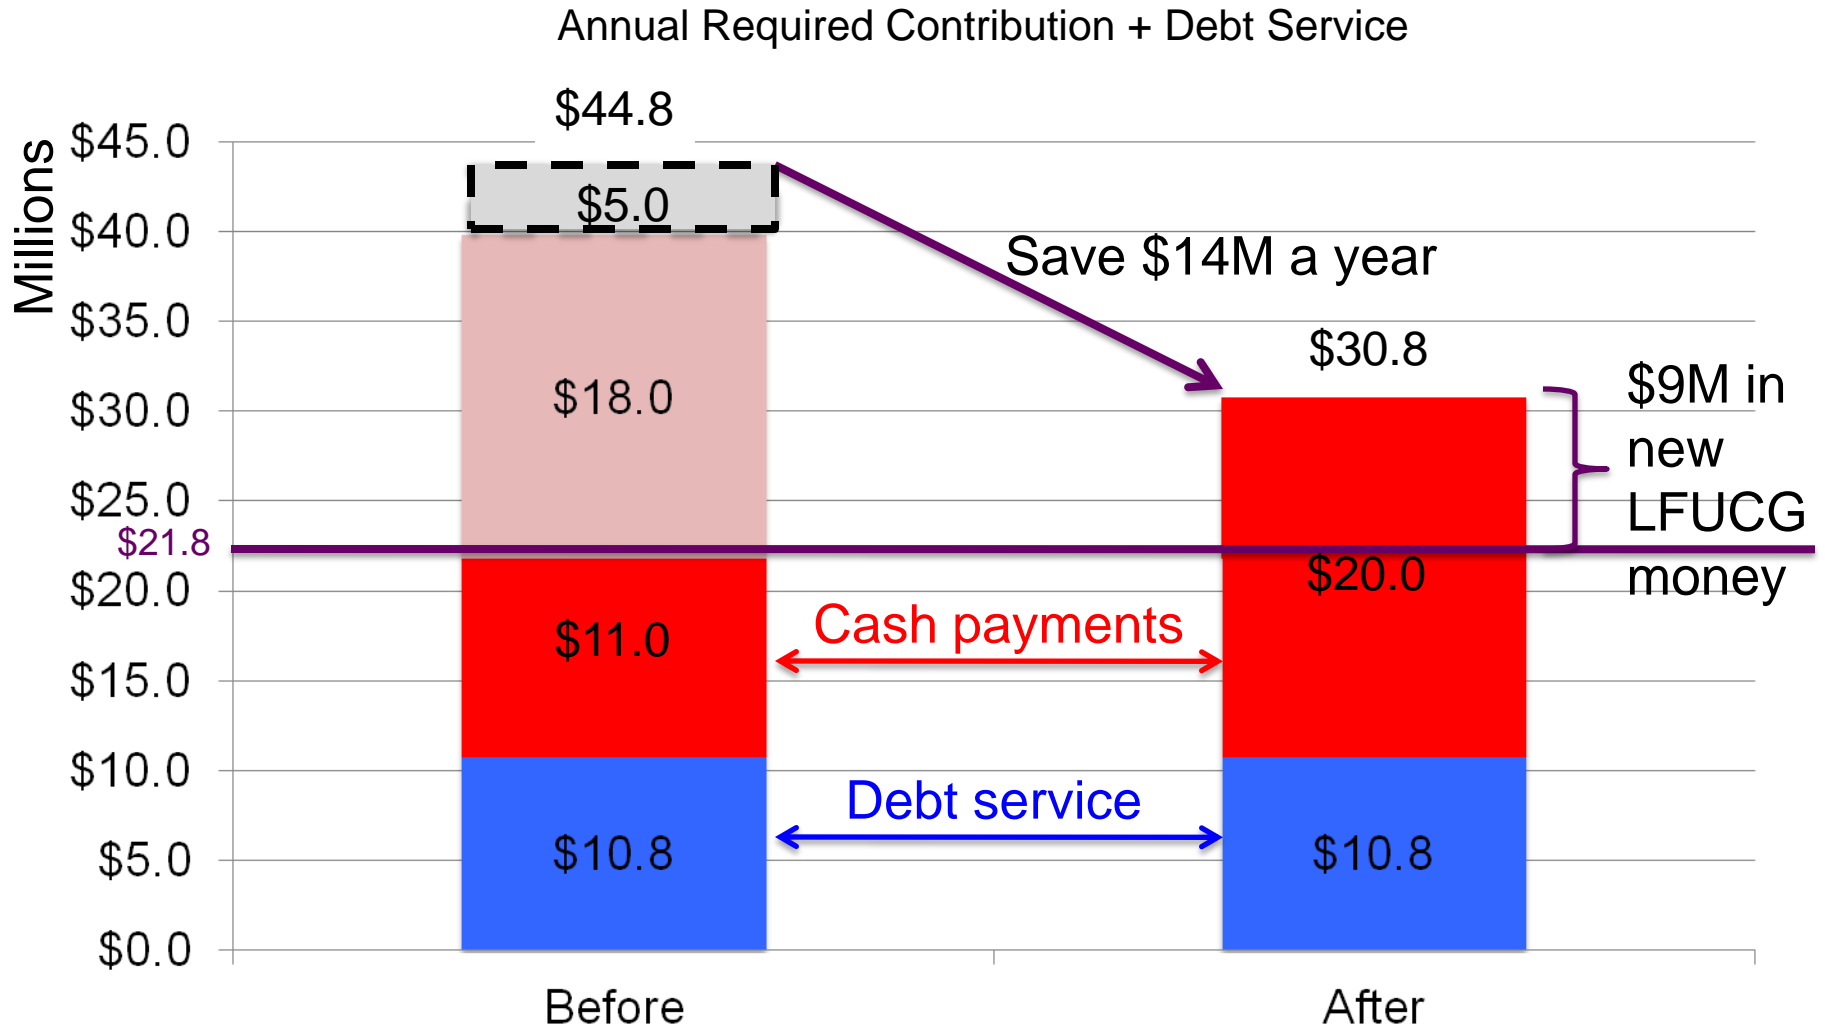 Annual Required Contribution + Debt Service
Millions
$44.8
$45.0
$5.0
$40.0
Save $14M a year
$35.0
$30.8
$9M in
new
LFUCG
money
$18.0
$30.0
$25.0
$21.8
$20.0
$20.0
Cash payments
$11.0
$15.0
$10.0
Debt service
$10.8
$10.8
$5.0
$0.0
Before
After